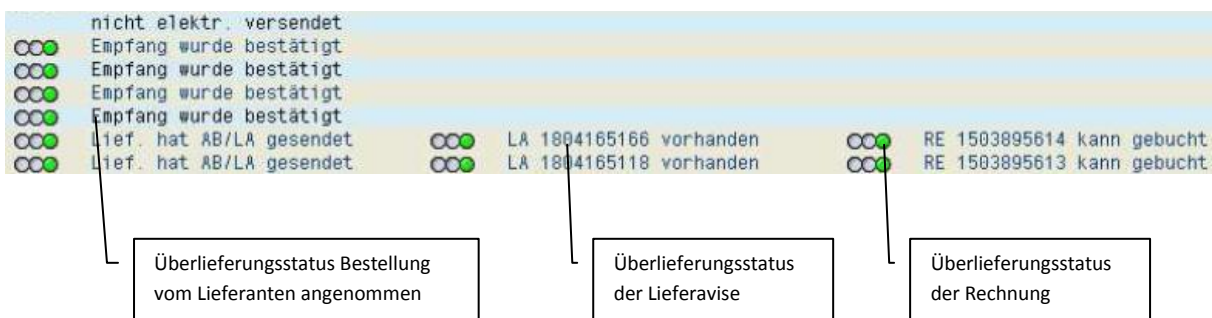 nicht elektr. versendet
Empfang wurde bestätigt
Empfang wurde bestätigt
Empfang wurde bestätigt
Empfang wurde bestätigt
Lief. hat AB/LA gesendet LA 1804165166 vorhanden RE 1503895614 kann gebucht
Lief. hat AB/LA gesendet LA 1804165118 vorhanden RE 1503895613 kann gebucht
Überlieferungsstatus Bestellung
vom Lieferanten angenommen
Überlieferungsstatus
der Lieferavise
Überlieferungsstatus
der Rechnung